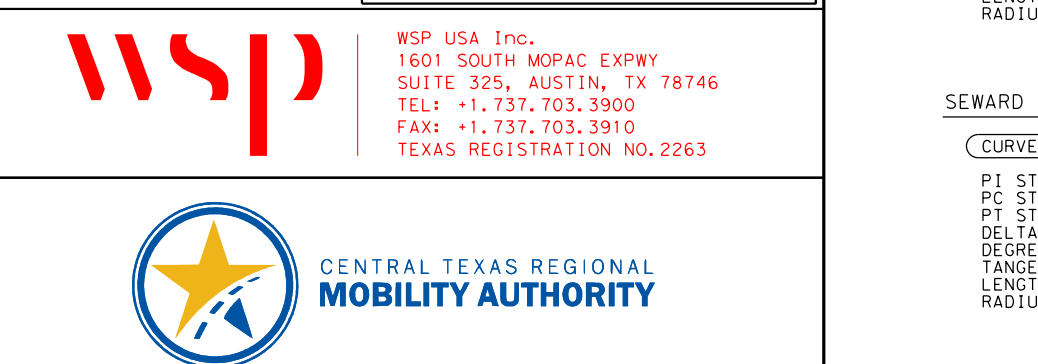 wsp
WSP USA Inc.
1601 SOUTH MOPAC EXPWY
SUITE 325, AUSTIN, TX 78746
TEL: +1.737.703.3900
FAX: +1.737.703.3910
TEXAS REGISTRATION NO.2263
CENTRAL TEXAS REGIONAL
MOBILITY AUTHORITY
RADIU
SEWARD
CURVE
PI ST
PC ST
PT ST
DELTA
DEGRE
TANGE
LENGT
RADIU